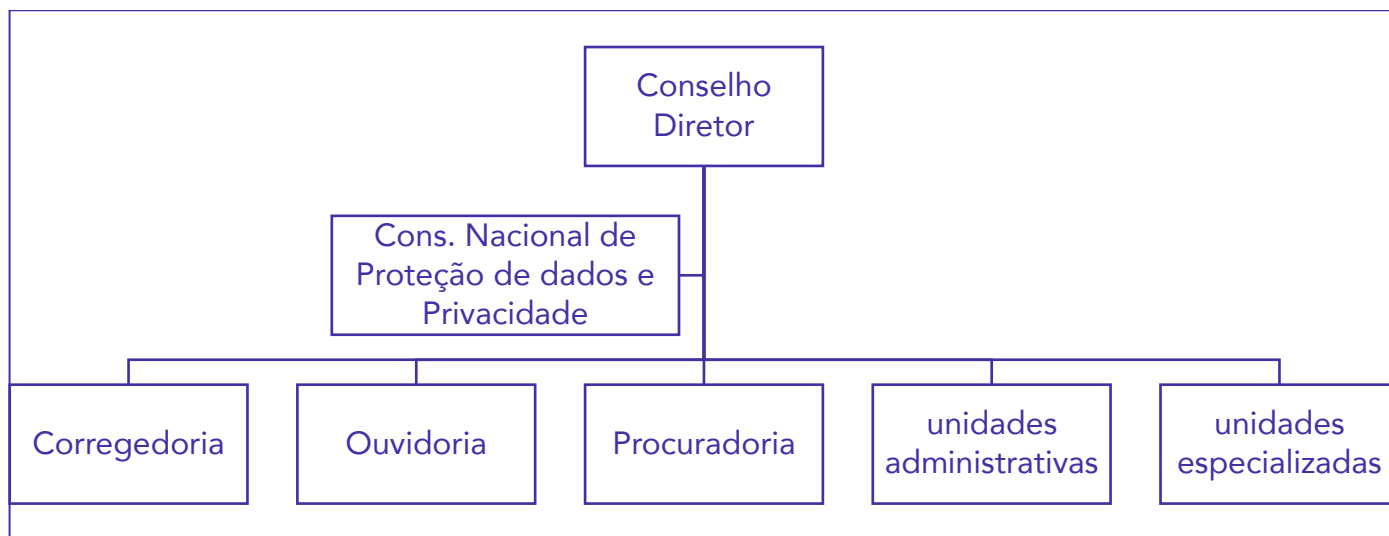 Conselho
Diretor
Cons. Nacional de
Proteção de dados e
Privacidade
Corregedoria
Ouvidoria
Procuradoria
unidades
administrativas
unidades
especializadas